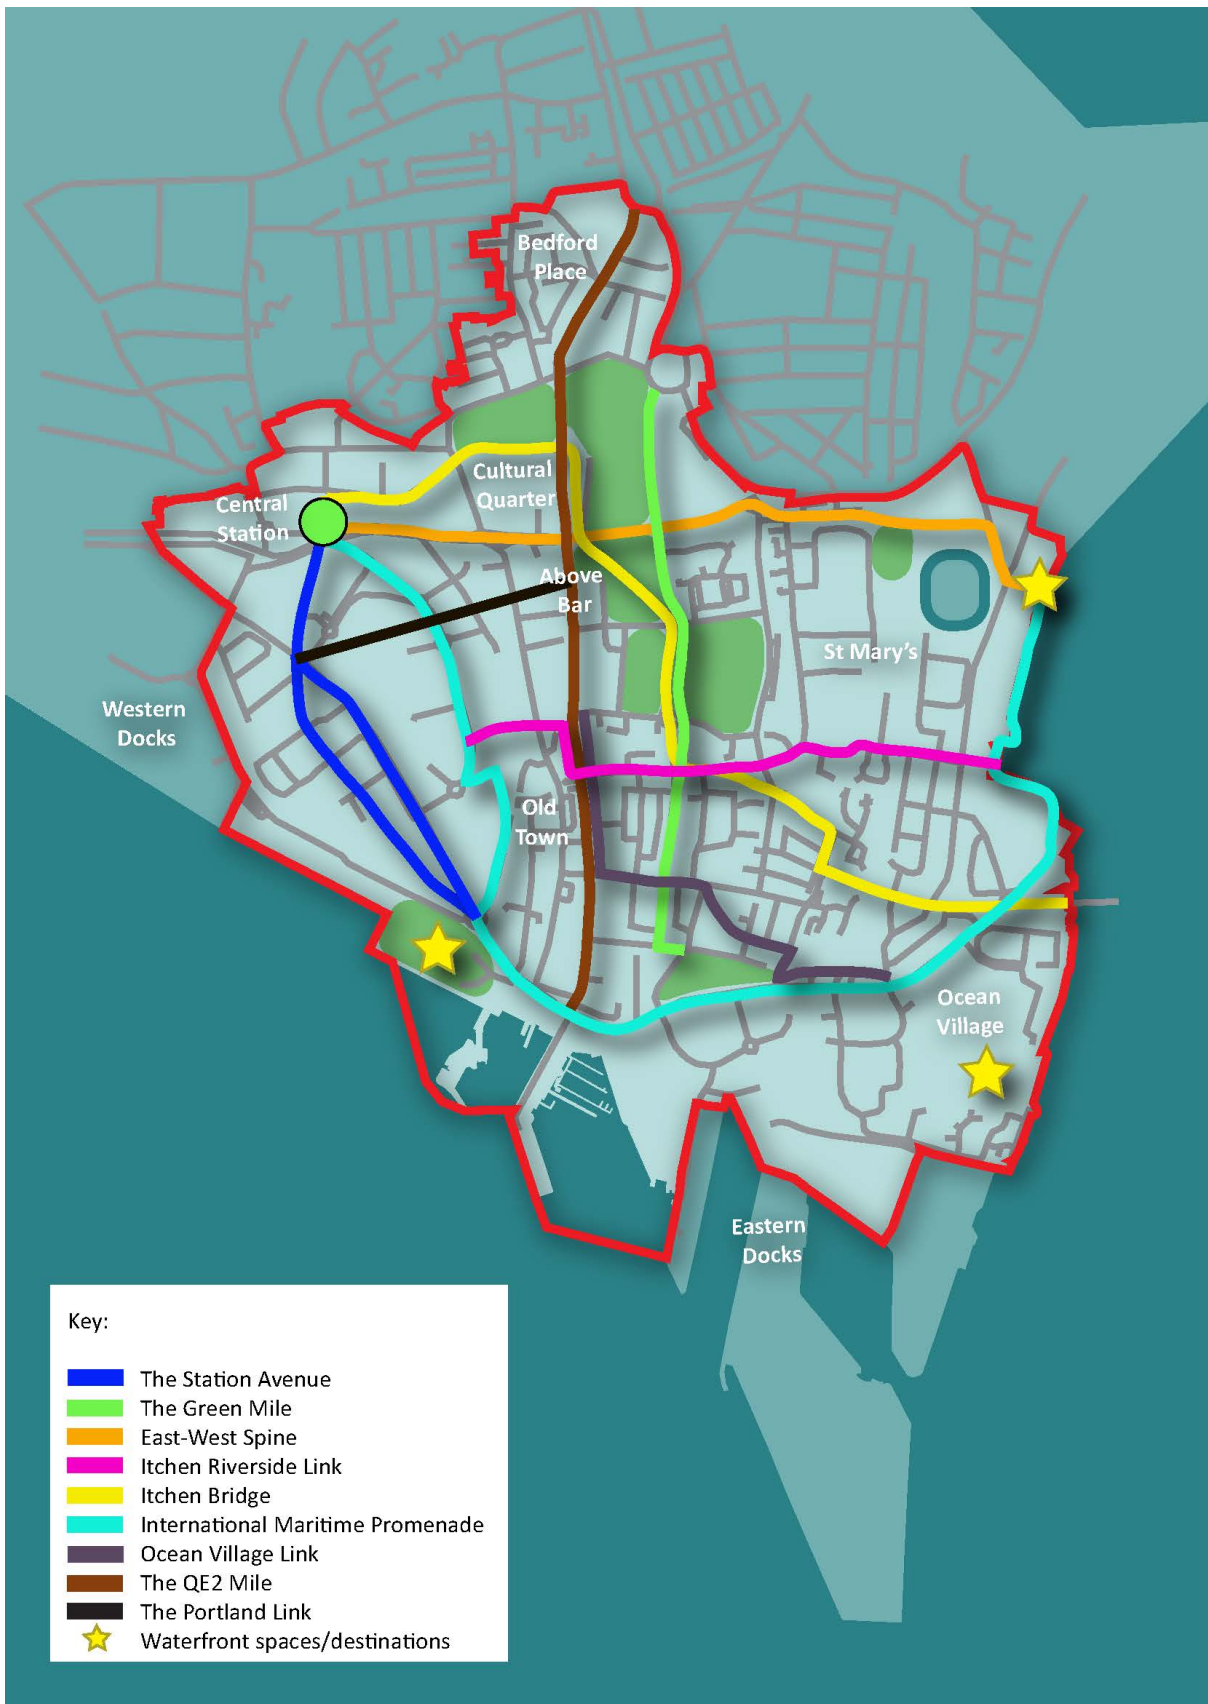 Bedford
Place
Cultural
Quarter
Central
Station
Above
Bar
St Mary's
Western
Docks
Old
Town
Ocean
Village
Eastern
Docks
Key:
The Station Avenue
The Green Mile
East-West Spine
Itchen Riverside Link
Itchen Bridge
International Maritime Promenade
Ocean Village Link
The QE2 Mile
The Portland Link
Waterfront spaces/destinations